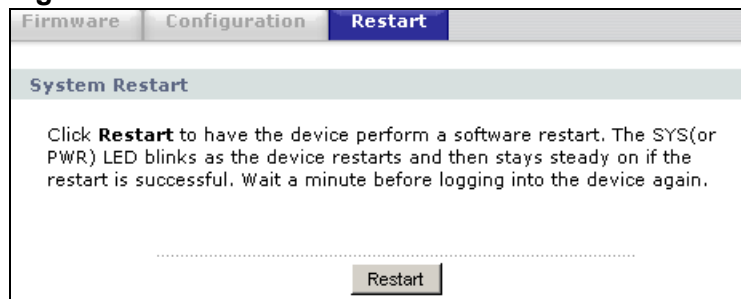 Firmware Configuration Restart
System Restart
Click Restart to have the device perform a software restart. The SYS(or
PWR) LED blinks as the device restarts and then stays steady on if the
restart is successful. Wait a minute before logging into the device again.
Restart